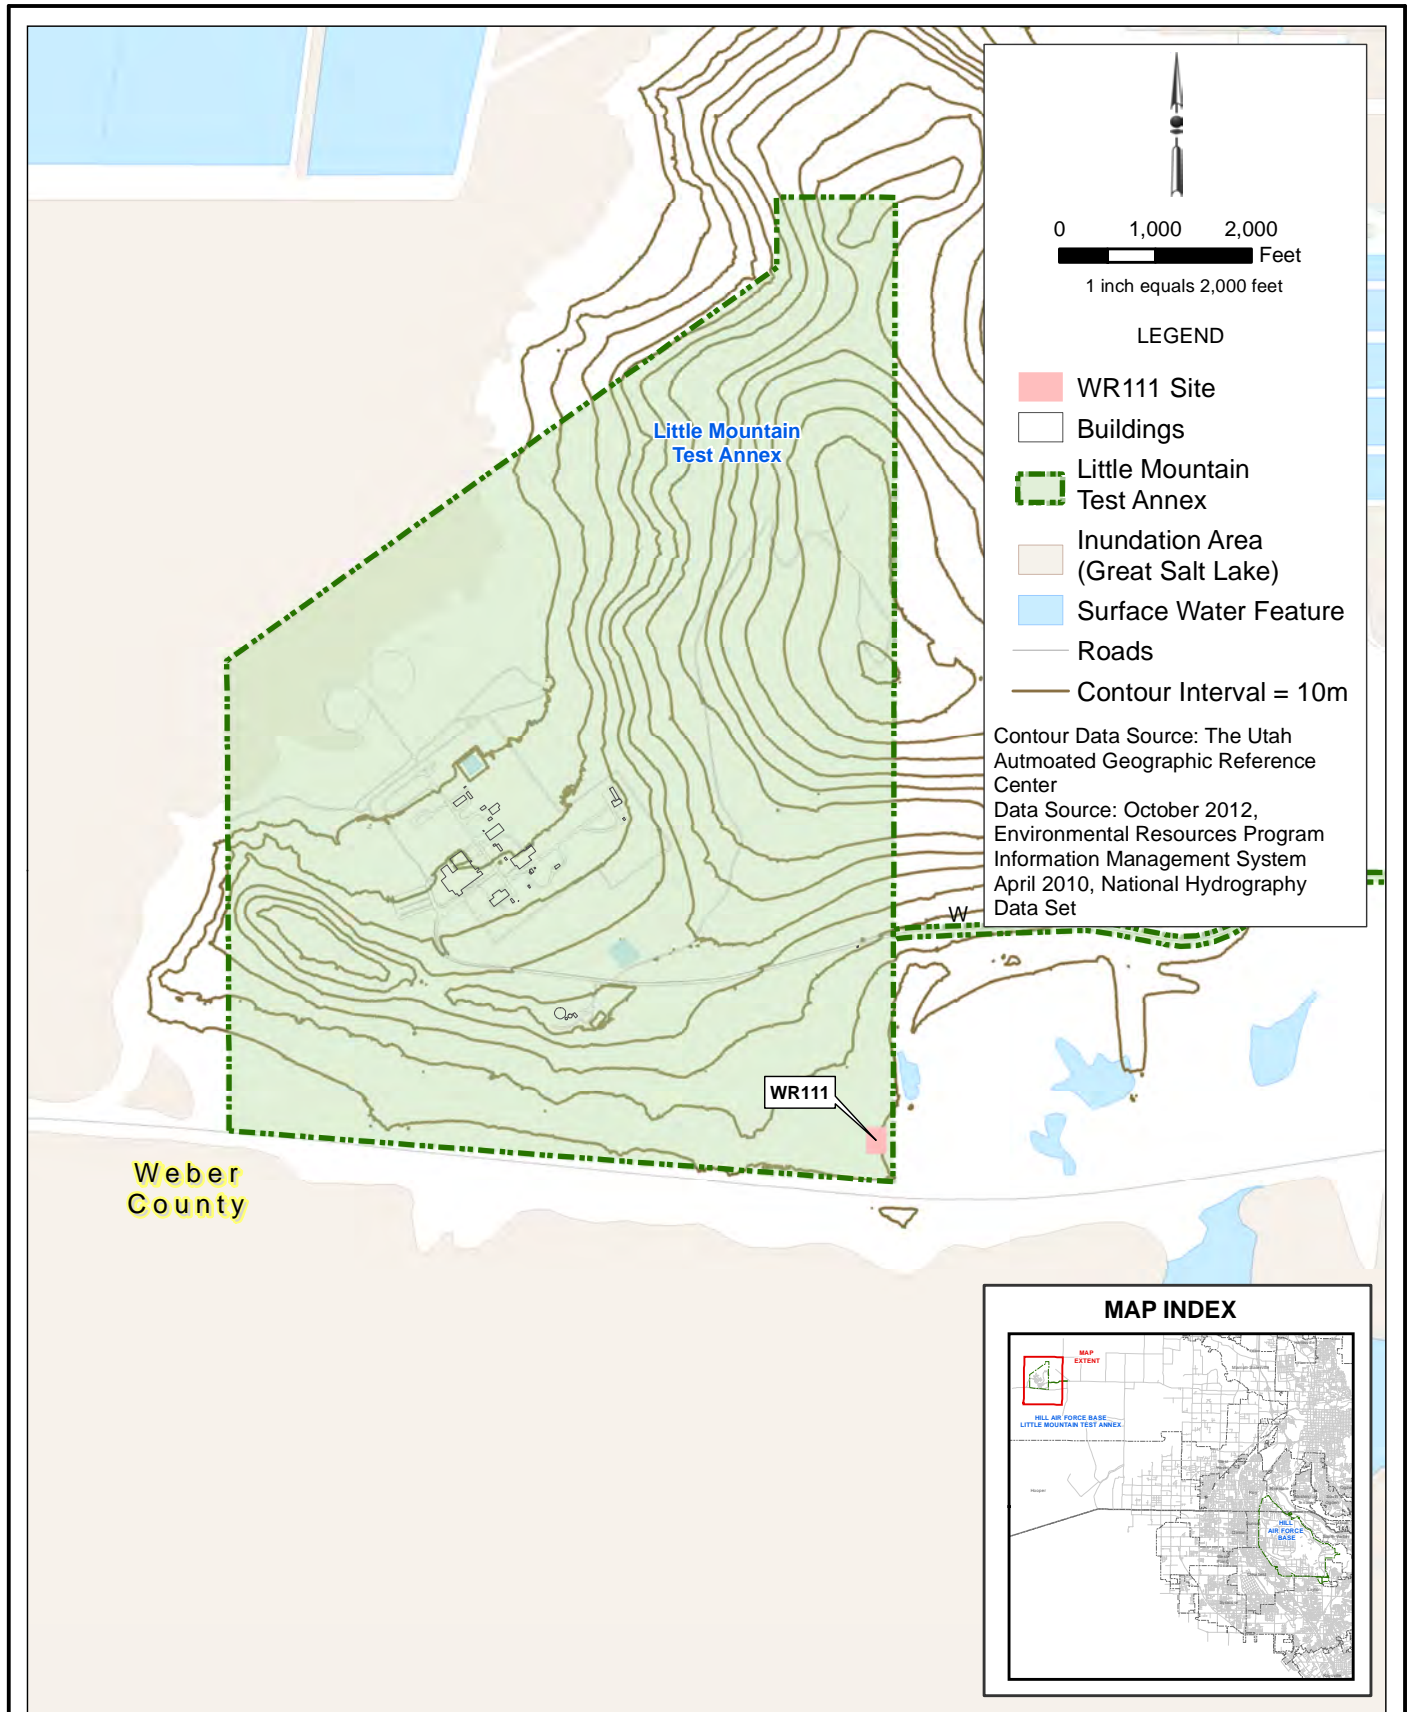 0 1,000 2,000
Feet
1 inch equals 2,000 feet
LEGEND
WR111 Site
Buildings
Little Mountain
Test Annex
Inundation Area
(Great Salt Lake)
Surface Water Feature
Roads
Contour Interval = 10m
Contour Data Source: The Utah
Autmoated Geographic Reference
Center
Data Source: October 2012,
Environmental Resources Program
Information Management System
April 2010, National Hydrography
Data Set
Little Mountain
Test Annex
W
WR111
Weber
County
MAP INDEX
MAP
EXTENT
HILL AIR FORCE BASE
LITTLE MOUNTAIN TEST ANNEX
Hooper
HILL
AIR FORCE
BASE